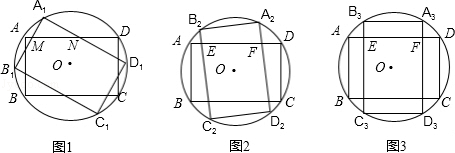 A₁
A
M
N
D
B₁
O
D₁
B
C
C₁
图1
B₂
A₂
A
E
F
D
O
B
C
C₂
D₂
图2
B₃
A₃
A
E
F
D
O
B
C
C₃
D₃
图3